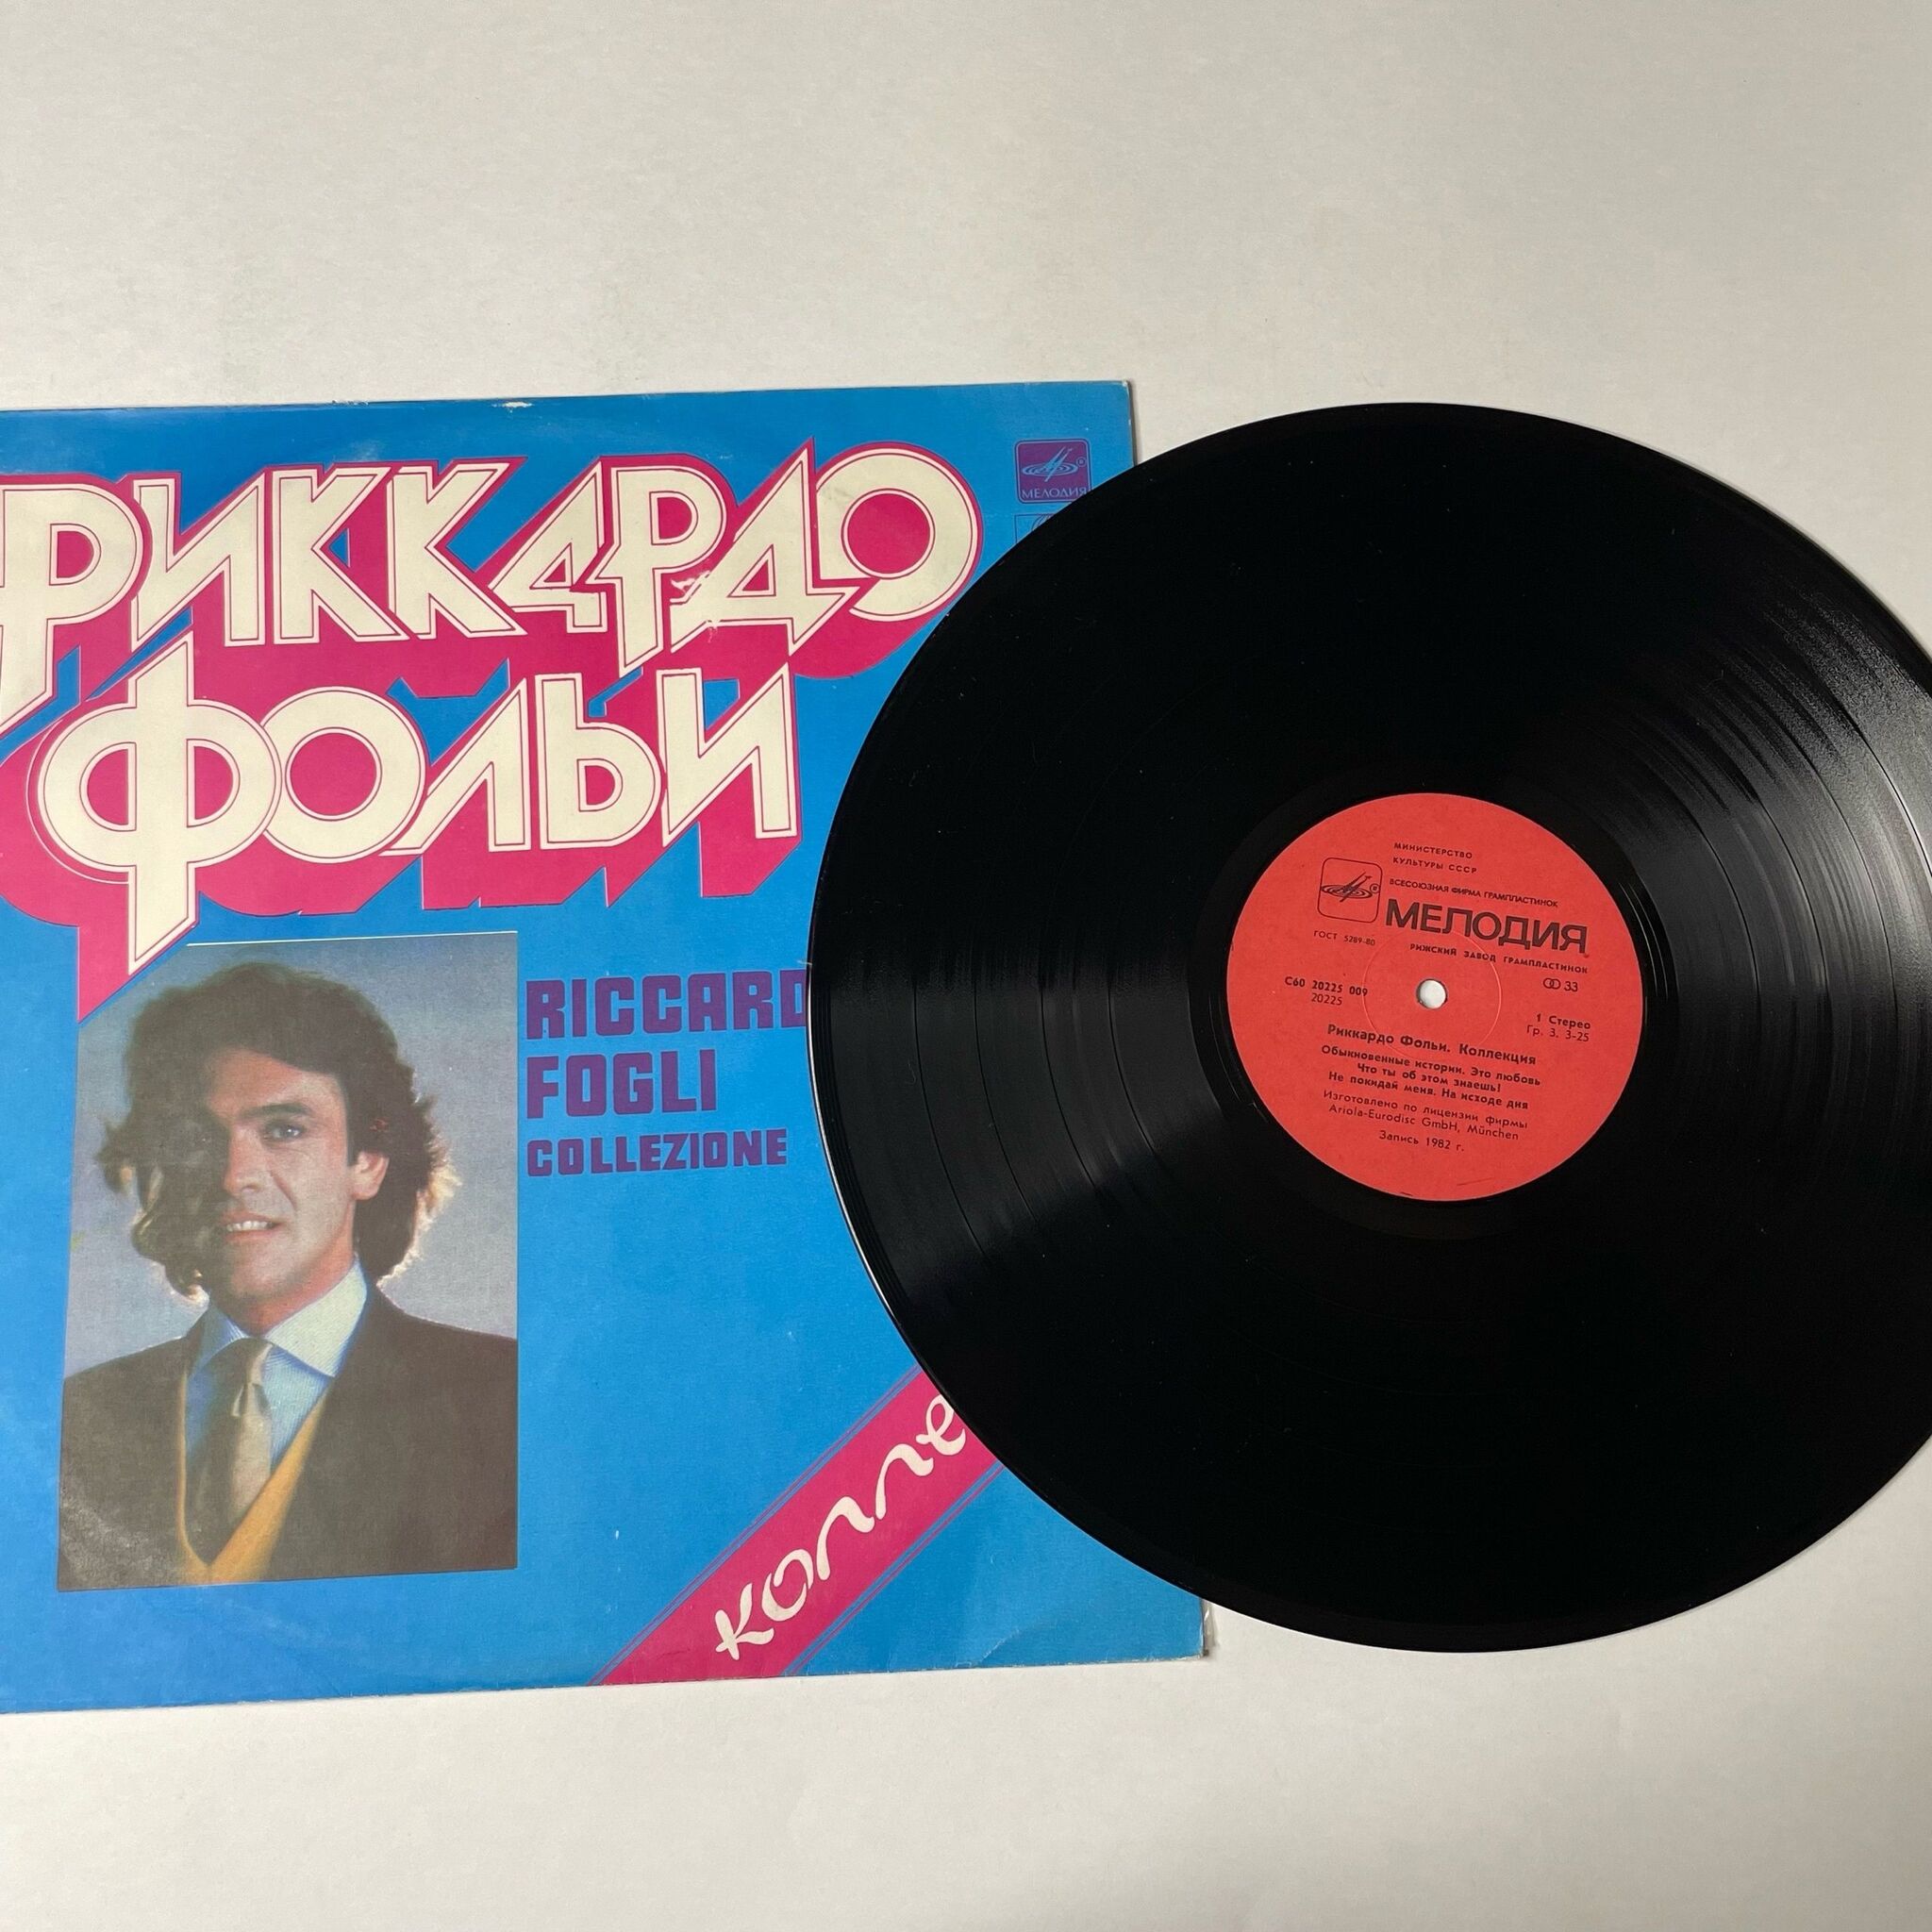 РИККАРДО
ФОЛЬИ
МЕЛОДИЯ
RICCARD
FOGLI
COLLEZIONE
КОЛЛЕ
МИНИСТЕРСТВО
КУЛЬТУРЫ СССР
ВСЕСОЮЗНАЯ ФИРМА ГРАМПЛАСТИНОК
МЕЛОДИЯ
ГОСТ 5289-80
РИЖСКИЙ ЗАВОД ГРАМПЛАСТИНОК
33
С60 20225 009
20225
1 Стерео
Гр. 3. 3-25
Риккардо Фольи. Коллекция
Обыкновенные истории. Это любовь
Что ты об этом знаешь!
Не покидай меня. На исходе дня
Изготовлено по лицензии фирмы
Ariola-Eurodisc GmbH, München
Запись 1982 г.